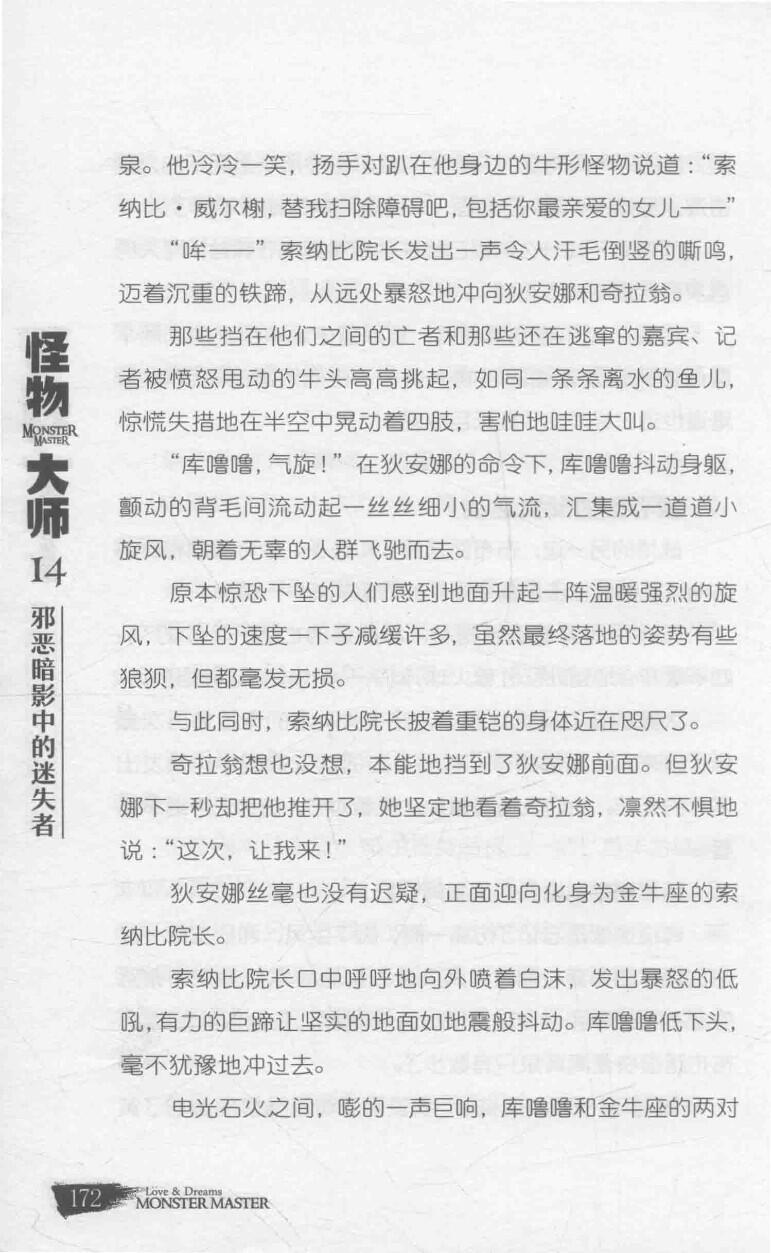 泉。他冷冷一笑，扬手对趴在他身边的牛形怪物说道：“索
纳比·威尔榭，替我扫除障碍吧，包括你最亲爱的女儿——”
“哞——”索纳比院长发出一声令人汗毛倒竖的嘶鸣，
迈着沉重的铁蹄，从远处暴怒地冲向狄安娜和奇拉翁。
那些挡在他们之间的亡者和那些还在逃窜的嘉宾、记
者被愤怒甩动的牛头高高挑起，如同一条条离水的鱼儿，
惊慌失措地在半空中晃动着四肢，害怕地哇哇大叫。
“库噜噜，气旋！”在狄安娜的命令下，库噜噜抖动身躯，
颤动的背毛间流动起一丝丝细小的气流，汇集成一道道小
旋风，朝着无辜的人群飞驰而去。
原本惊恐下坠的人们感到地面升起一阵温暖强烈的旋
风，下坠的速度一下子减缓许多，虽然最终落地的姿势有些
狼狈，但都毫发无损。
与此同时，索纳比院长披着重铠的身体近在咫尺了。
奇拉翁想也没想，本能地挡到了狄安娜前面。但狄安
娜下一秒却把他推开了，她坚定地看着奇拉翁，凛然不惧地
说：“这次，让我来！”
狄安娜丝毫也没有迟疑，正面迎向化身为金牛座的索
纳比院长。
索纳比院长口中呼呼地向外喷着白沫，发出暴怒的低
吼，有力的巨蹄让坚实的地面如地震般抖动。库噜噜低下头，
毫不犹豫地冲过去。
电光石火之间，嘭的一声巨响，库噜噜和金牛座的两对
怪物
MONSTER
MASTER
大师
14
邪恶暗影中的迷失者
172
Love & Dreams
MONSTER MASTER